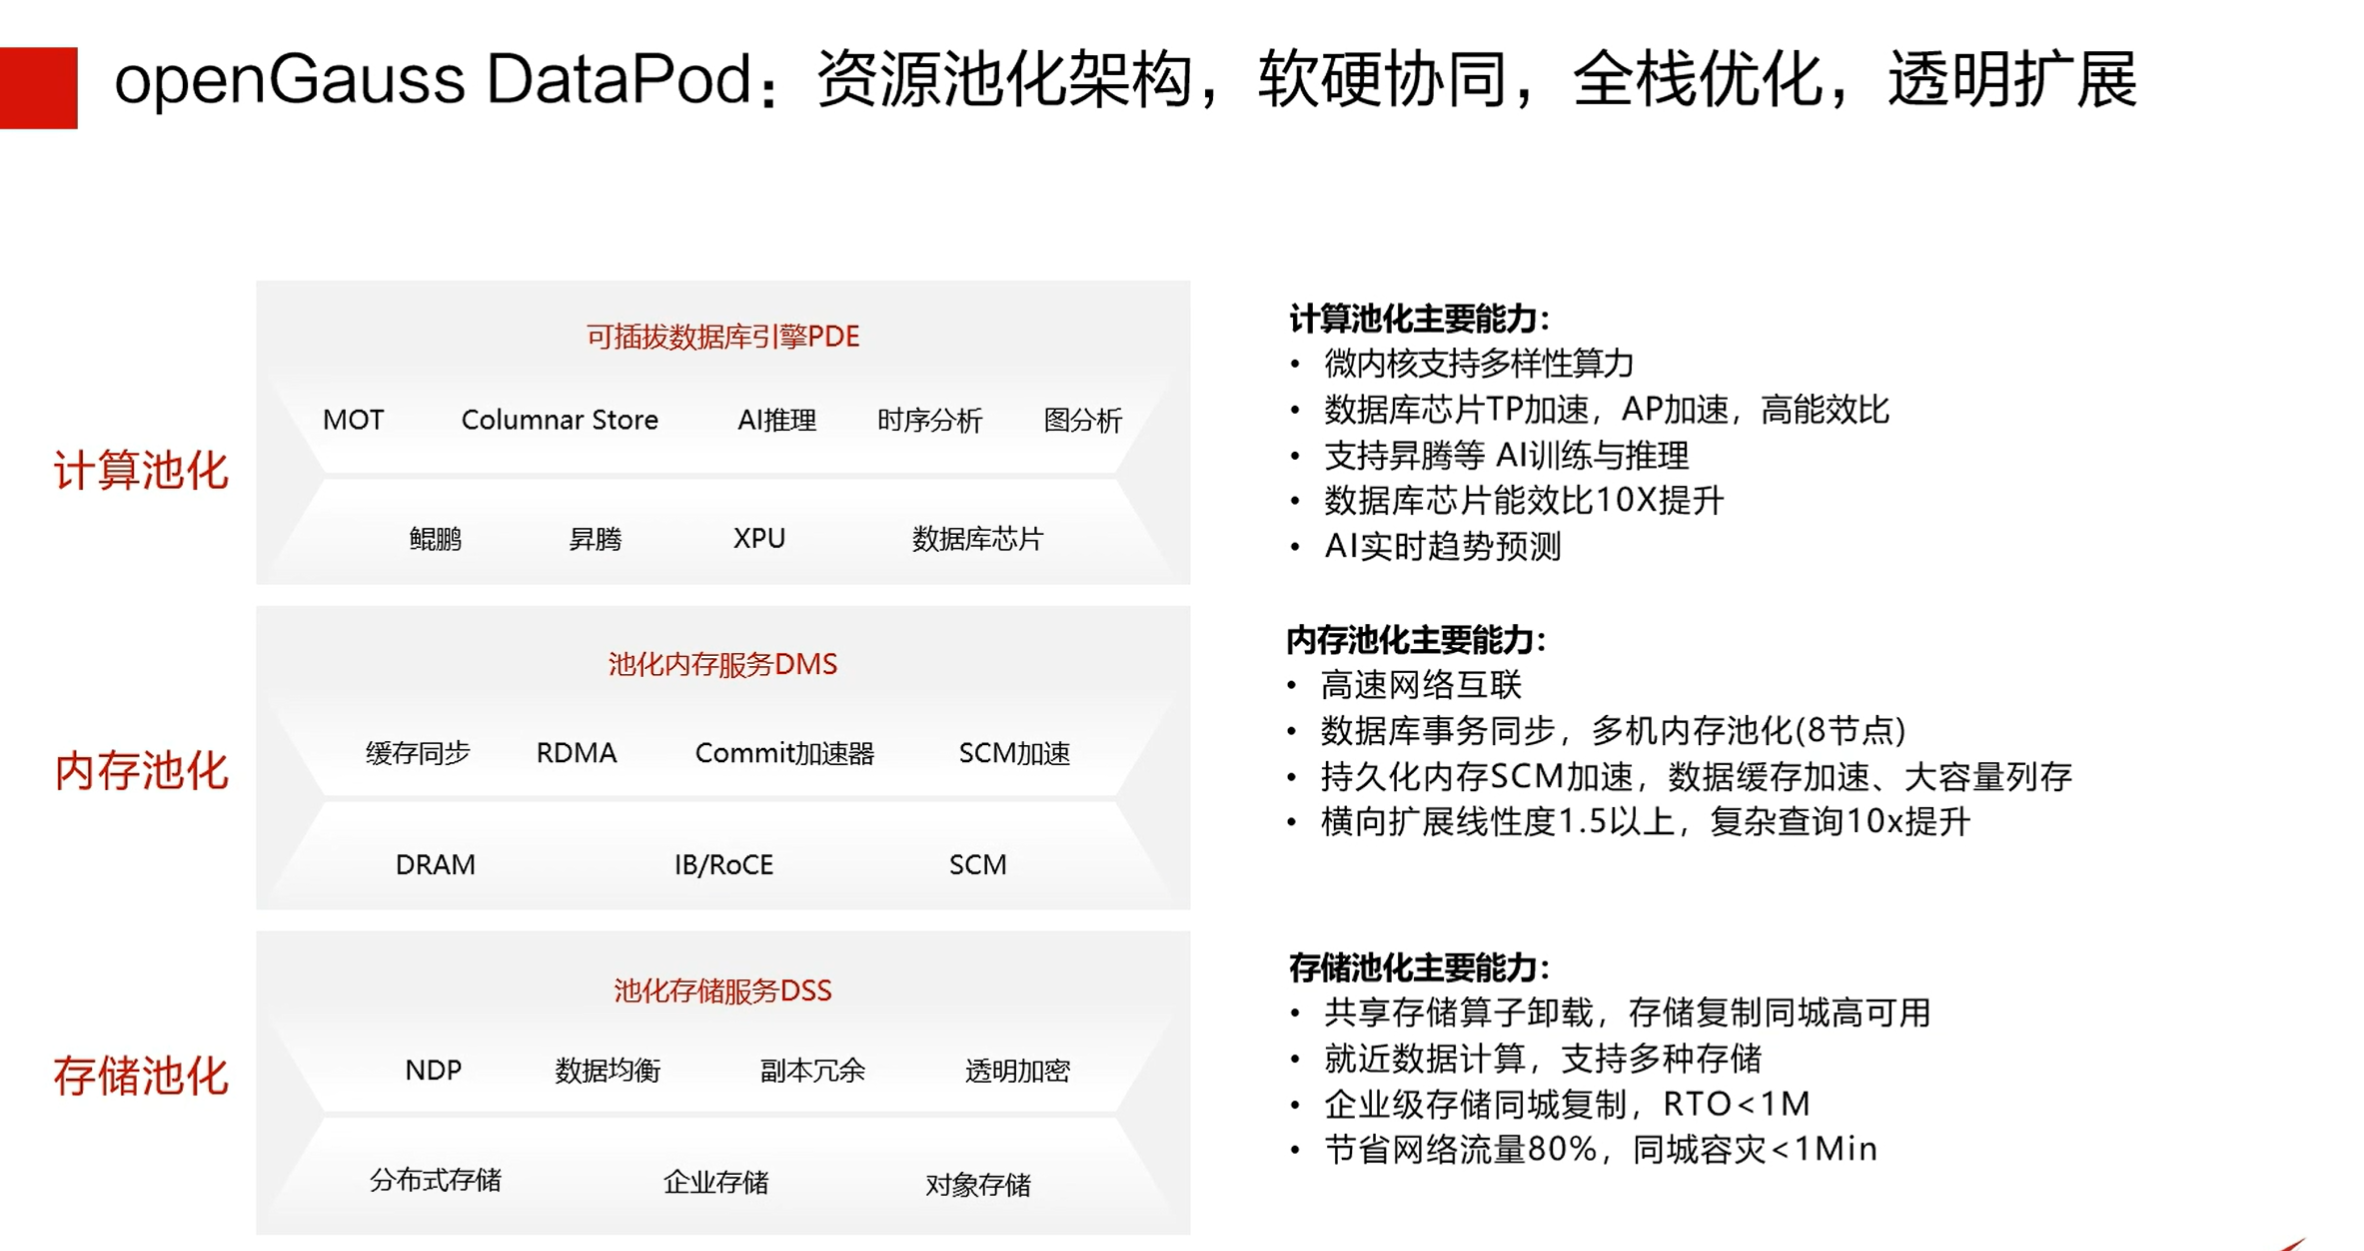 openGauss DataPod：资源池化架构，软硬协同，全栈优化，透明扩展
计算池化
可插拔数据库引擎PDE
MOT Columnar Store AI推理 时序分析 图分析
鲲鹏 昇腾 XPU 数据库芯片
计算池化主要能力：
• 微内核支持多样性算力
• 数据库芯片TP加速，AP加速，高能效比
• 支持昇腾等 AI训练与推理
• 数据库芯片能效比10X提升
• AI实时趋势预测
内存池化
池化内存服务DMS
缓存同步 RDMA Commit加速器 SCM加速
DRAM IB/RoCE SCM
内存池化主要能力：
• 高速网络互联
• 数据库事务同步，多机内存池化(8节点)
• 持久化内存SCM加速，数据缓存加速、大容量列存
• 横向扩展线性度1.5以上，复杂查询10x提升
存储池化
池化存储服务DSS
NDP 数据均衡 副本冗余 透明加密
分布式存储 企业存储 对象存储
存储池化主要能力：
• 共享存储算子卸载，存储复制同城高可用
• 就近数据计算，支持多种存储
• 企业级存储同城复制，RTO<1M
• 节省网络流量80%，同城容灾<1Min